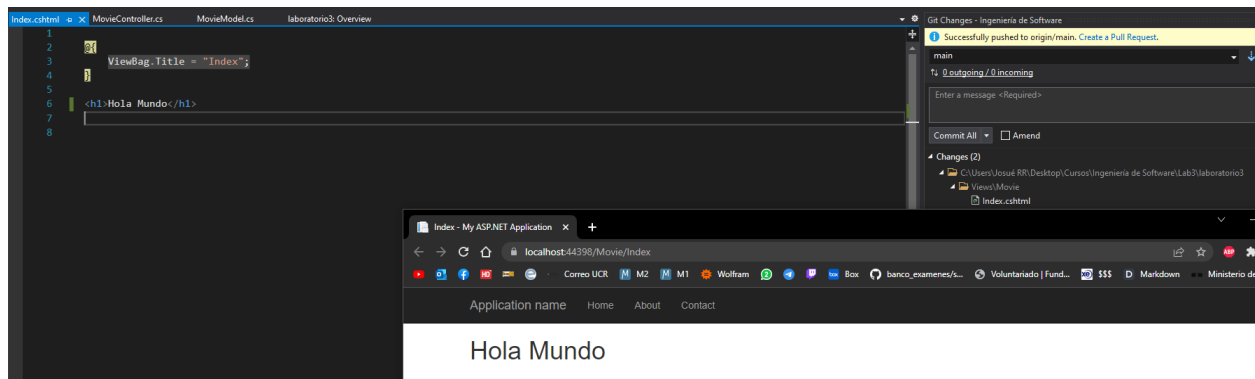 Index.cshtml MovieController.cs MovieModel.cs laboratorio3: Overview
1
2 @{
3 ViewBag.Title = "Index";
4 }
5
6 <h1>Hola Mundo</h1>
7
8
Git Changes - Ingeniería de Software
Successfully pushed to origin/main. Create a Pull Request.
main
0 outgoing / 0 incoming
Enter a message <Required>
Commit All Amend
Changes (2)
C:\Users\Josué RR\Desktop\Cursos\Ingeniería de Software\Lab3\laboratorio3
Views\Movie
Index.cshtml
Index - My ASP.NET Application
localhost:44398/Movie/Index
ABP
HD Correo UCR M M2 M M1 Wolfram box Box banco_examenes/s... Voluntariado | Fund... $$$ D Markdown Ministerio de
Application name Home About Contact
Hola Mundo